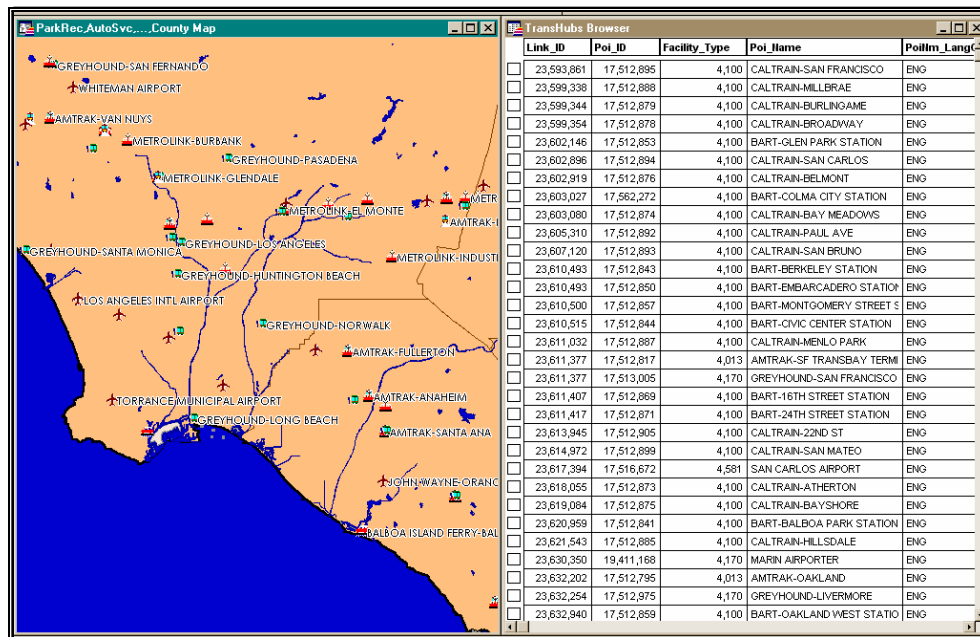 ParkRec,AutoSvc,...,County Map
GREYHOUND-SAN FERNANDO
WHITEMAN AIRPORT
AMTRAK-VAN NUYS
METROLINK-BURBANK
GREYHOUND-PASADENA
METROLINK-GLENDALE
METR
METROLINK-EL MONTE
AMTRAK-
GREYHOUND-LOS ANGELES
GREYHOUND-SANTA MONICA
METROLINK-INDUSTI
GREYHOUND-HUNTINGTON BEACH
LOS ANGELES INTL AIRPORT
GREYHOUND-NORWALK
AMTRAK-FULLERTON
TORRANCE MUNICIPAL AIRPORT
AMTRAK-ANAHEIM
GREYHOUND-LONG BEACH
AMTRAK-SANTA ANA
JOHN WAYNE-ORANC
BALBOA ISLAND FERRY-BAL
TransHubs Browser
Link_ID Poi_ID Facility_Type Poi_Name PoiNm_Lang
23,593,861 17,512,895 4,100 CALTRAIN-SAN FRANCISCO ENG
23,599,338 17,512,888 4,100 CALTRAIN-MILLBRAE ENG
23,599,344 17,512,879 4,100 CALTRAIN-BURLINGAME ENG
23,599,354 17,512,878 4,100 CALTRAIN-BROADWAY ENG
23,602,146 17,512,853 4,100 BART-GLEN PARK STATION ENG
23,602,896 17,512,894 4,100 CALTRAIN-SAN CARLOS ENG
23,602,919 17,512,876 4,100 CALTRAIN-BELMONT ENG
23,603,027 17,562,272 4,100 BART-COLMA CITY STATION ENG
23,603,080 17,512,874 4,100 CALTRAIN-BAY MEADOWS ENG
23,605,310 17,512,892 4,100 CALTRAIN-PAUL AVE ENG
23,607,120 17,512,893 4,100 CALTRAIN-SAN BRUNO ENG
23,610,493 17,512,843 4,100 BART-BERKELEY STATION ENG
23,610,493 17,512,850 4,100 BART-EMBARCADERO STATION ENG
23,610,500 17,512,857 4,100 BART-MONTGOMERY STREET S ENG
23,610,515 17,512,844 4,100 BART-CIVIC CENTER STATION ENG
23,611,032 17,512,887 4,100 CALTRAIN-MENLO PARK ENG
23,611,377 17,512,817 4,013 AMTRAK-SF TRANSBAY TERMI ENG
23,611,377 17,513,005 4,170 GREYHOUND-SAN FRANCISCO ENG
23,611,407 17,512,869 4,100 BART-16TH STREET STATION ENG
23,611,417 17,512,871 4,100 BART-24TH STREET STATION ENG
23,613,945 17,512,905 4,100 CALTRAIN-22ND ST ENG
23,614,972 17,512,899 4,100 CALTRAIN-SAN MATEO ENG
23,617,394 17,516,672 4,581 SAN CARLOS AIRPORT ENG
23,618,055 17,512,873 4,100 CALTRAIN-ATHERTON ENG
23,619,084 17,512,875 4,100 CALTRAIN-BAYSHORE ENG
23,620,959 17,512,841 4,100 BART-BALBOA PARK STATION ENG
23,621,543 17,512,885 4,100 CALTRAIN-HILLSDALE ENG
23,630,350 19,411,168 4,170 MARIN AIRPORTER ENG
23,632,202 17,512,795 4,013 AMTRAK-OAKLAND ENG
23,632,254 17,512,975 4,170 GREYHOUND-LIVERMORE ENG
23,632,940 17,512,859 4,100 BART-OAKLAND WEST STATIO ENG